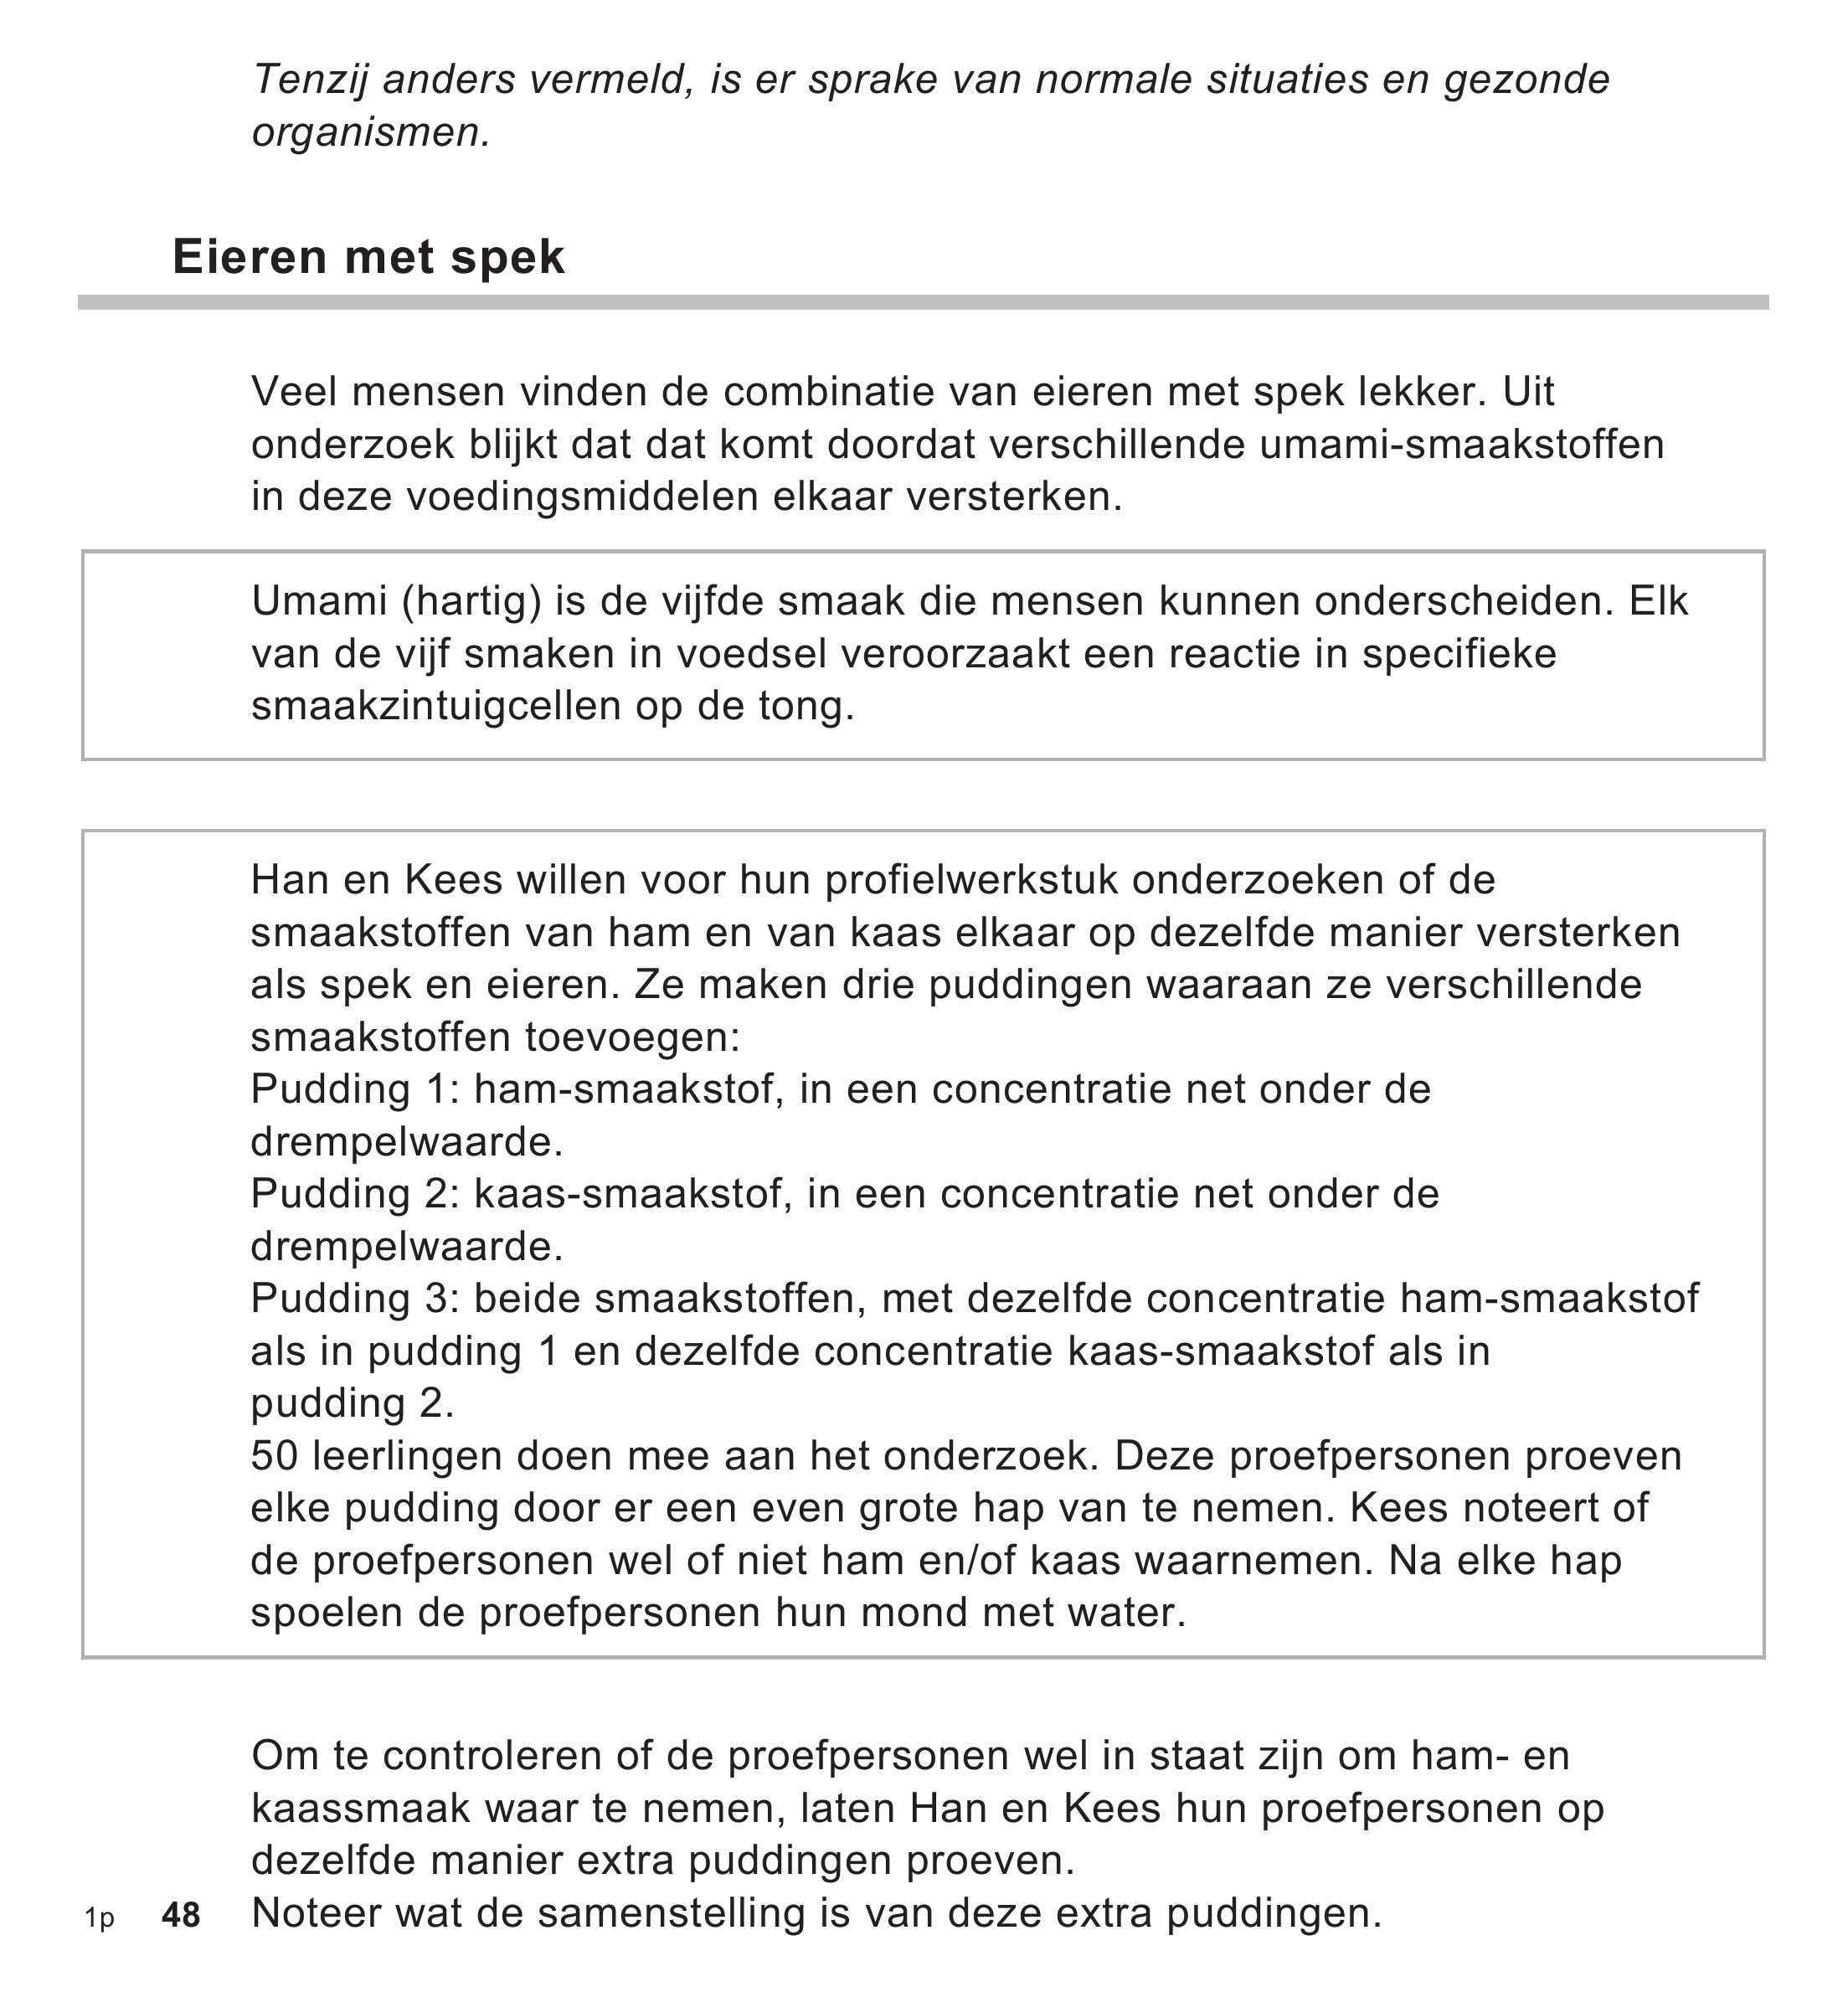 Tenzij anders vermeld, is er sprake van normale situaties en gezonde
organismen.
Eieren met spek
Veel mensen vinden de combinatie van eieren met spek lekker. Uit
onderzoek blijkt dat dat komt doordat verschillende umami-smaakstoffen
in deze voedingsmiddelen elkaar versterken.
Umami (hartig) is de vijfde smaak die mensen kunnen onderscheiden. Elk
van de vijf smaken in voedsel veroorzaakt een reactie in specifieke
smaakzintuigcellen op de tong.
Han en Kees willen voor hun profielwerkstuk onderzoeken of de
smaakstoffen van ham en van kaas elkaar op dezelfde manier versterken
als spek en eieren. Ze maken drie puddingen waaraan ze verschillende
smaakstoffen toevoegen:
Pudding 1: ham-smaakstof, in een concentratie net onder de
drempelwaarde.
Pudding 2: kaas-smaakstof, in een concentratie net onder de
drempelwaarde.
Pudding 3: beide smaakstoffen, met dezelfde concentratie ham-smaakstof
als in pudding 1 en dezelfde concentratie kaas-smaakstof als in
pudding 2.
50 leerlingen doen mee aan het onderzoek. Deze proefpersonen proeven
elke pudding door er een even grote hap van te nemen. Kees noteert of
de proefpersonen wel of niet ham en/of kaas waarnemen. Na elke hap
spoelen de proefpersonen hun mond met water.
Om te controleren of de proefpersonen wel in staat zijn om ham- en
kaassmaak waar te nemen, laten Han en Kees hun proefpersonen op
dezelfde manier extra puddingen proeven.
1p 48 Noteer wat de samenstelling is van deze extra puddingen.